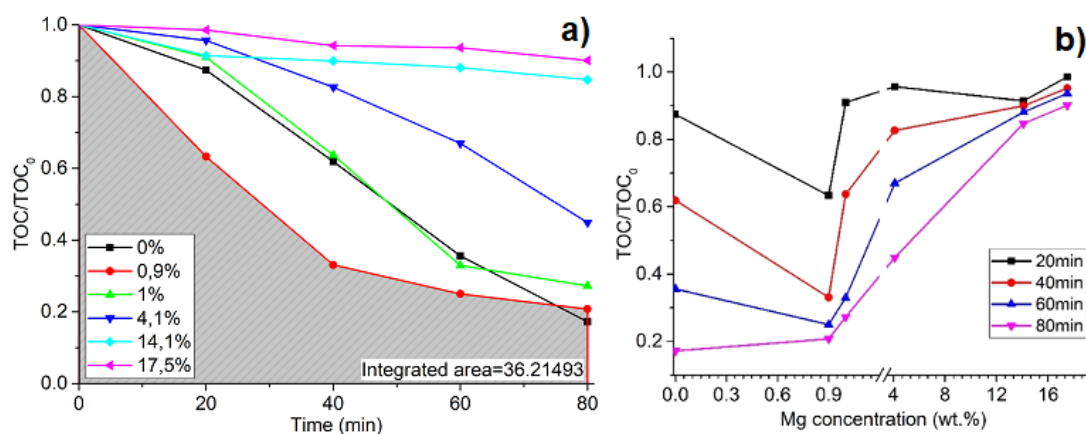 a)
TOC/TOC₀
1.0
0.8
0.6
0.4
0.2
0.0
0%
0,9%
1%
4,1%
14,1%
17,5%
Integrated area=36.21493
0 20 40 60 80
Time (min)
b)
TOC/TOC₀
1.0
0.8
0.6
0.4
0.2
20min
40min
60min
80min
0.0 0.3 0.6 0.9 4 8 12 16
Mg concentration (wt.%)